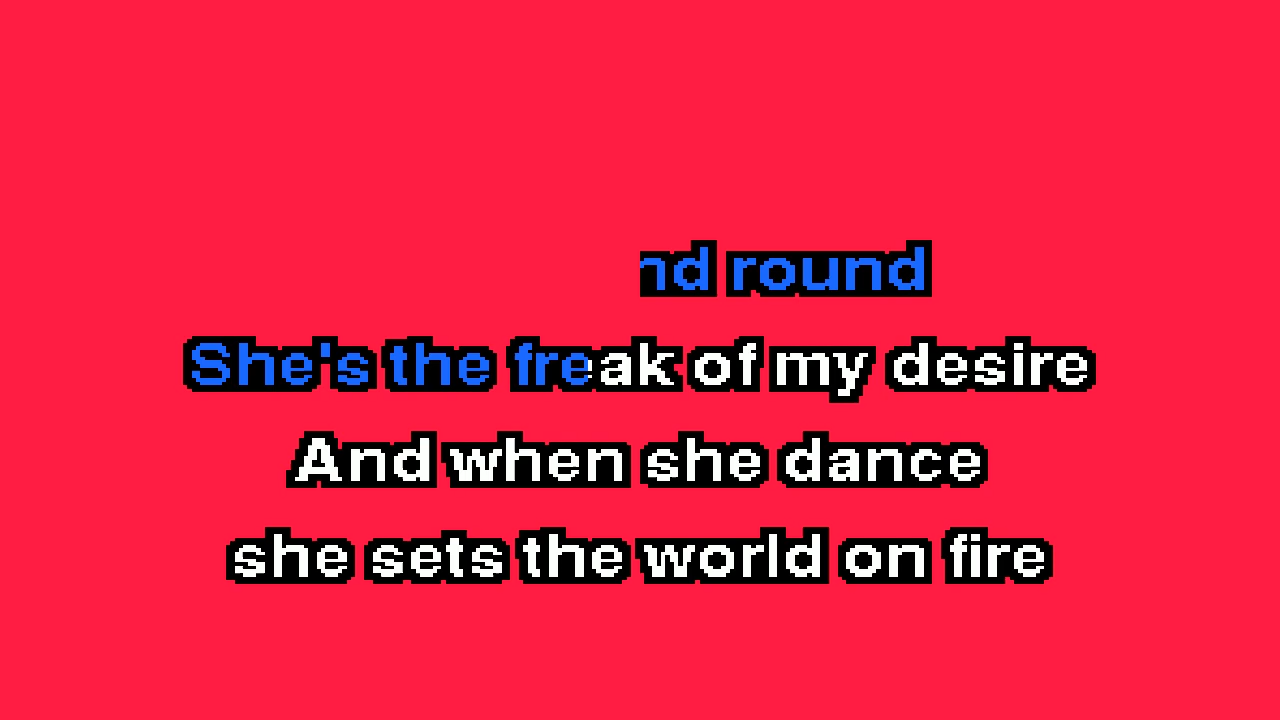 nd round
She's the freak of my desire
And when she dance
she sets the world on fire